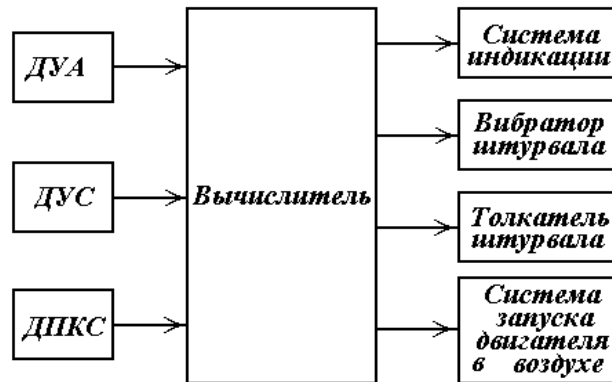 ДУА
ДУС
ДПКС
Вычислитель
Система
индикации
Вибратор
штурвала
Толкатель
штурвала
Система
запуска
двигателя
в воздухе